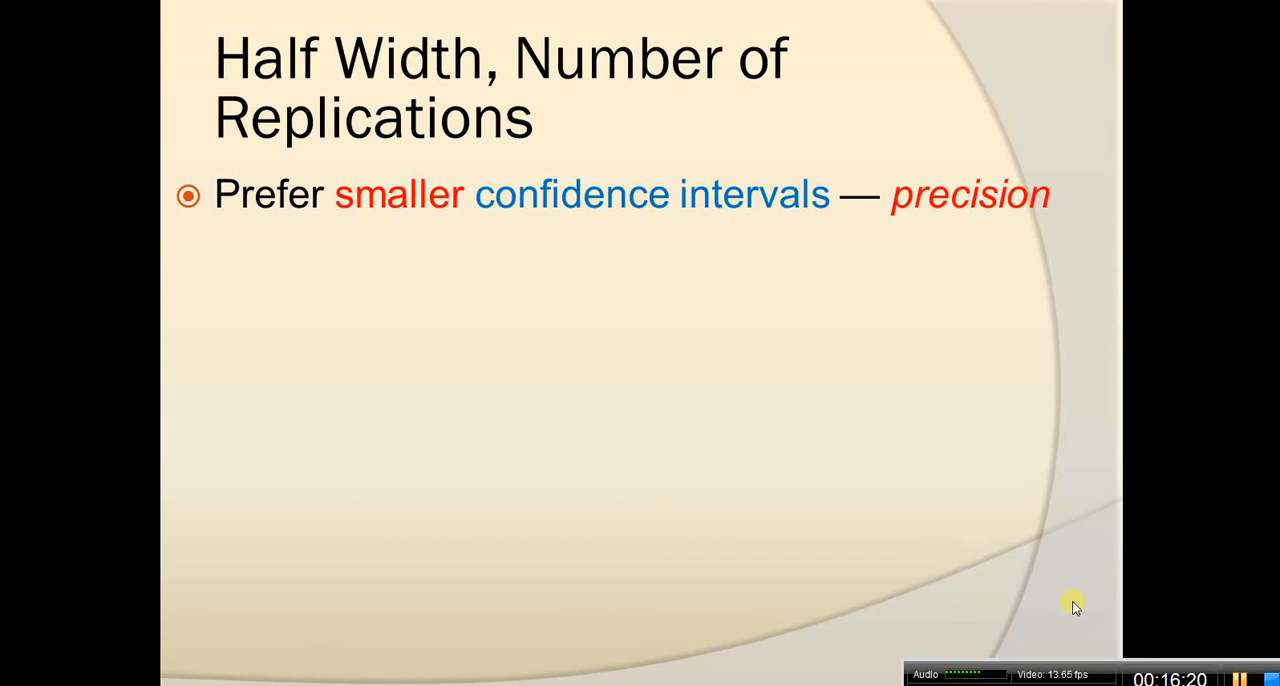 Half Width, Number of
Replications
Prefer smaller confidence intervals — precision
Audio
Video: 13.65 fps
00:16:20